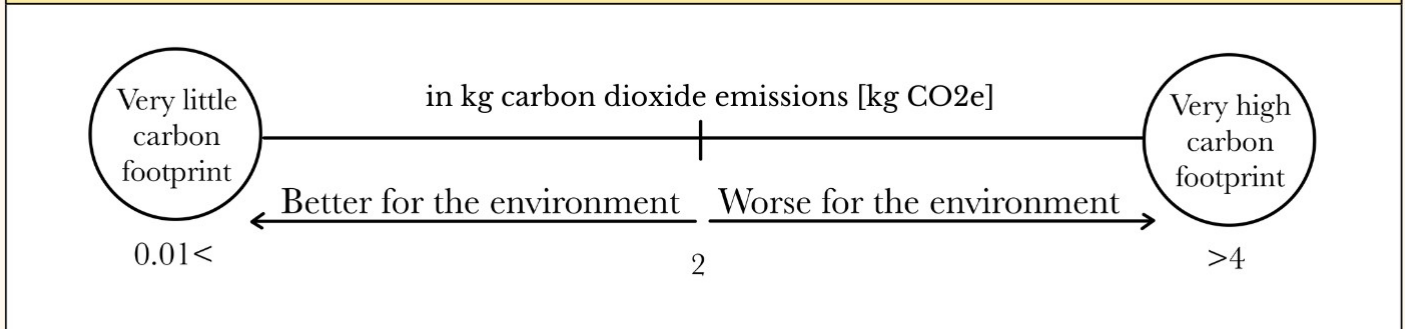 in kg carbon dioxide emissions [kg CO2e]
Very little
carbon
footprint
Very high
carbon
footprint
Better for the environment
Worse for the environment
0.01<
2
>4